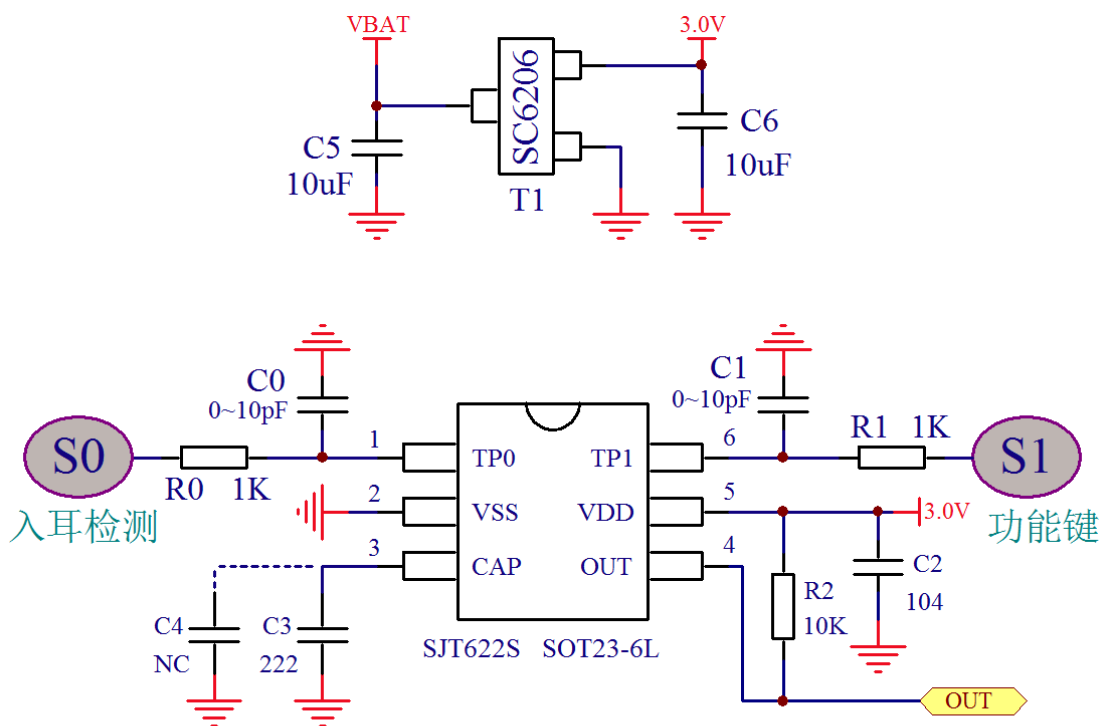 VBAT
3.0V
SC6206
C5
10uF
C6
10uF
T1
C0
0~10pF
C1
0~10pF
S0
R0 1K
入耳检测
1
2
3
TP0
VSS
CAP
TP1
VDD
OUT
6
5
4
R1 1K
S1
功能键
3.0V
C2
104
R2
10K
C4
NC
C3
222
SJT622S SOT23-6L
OUT